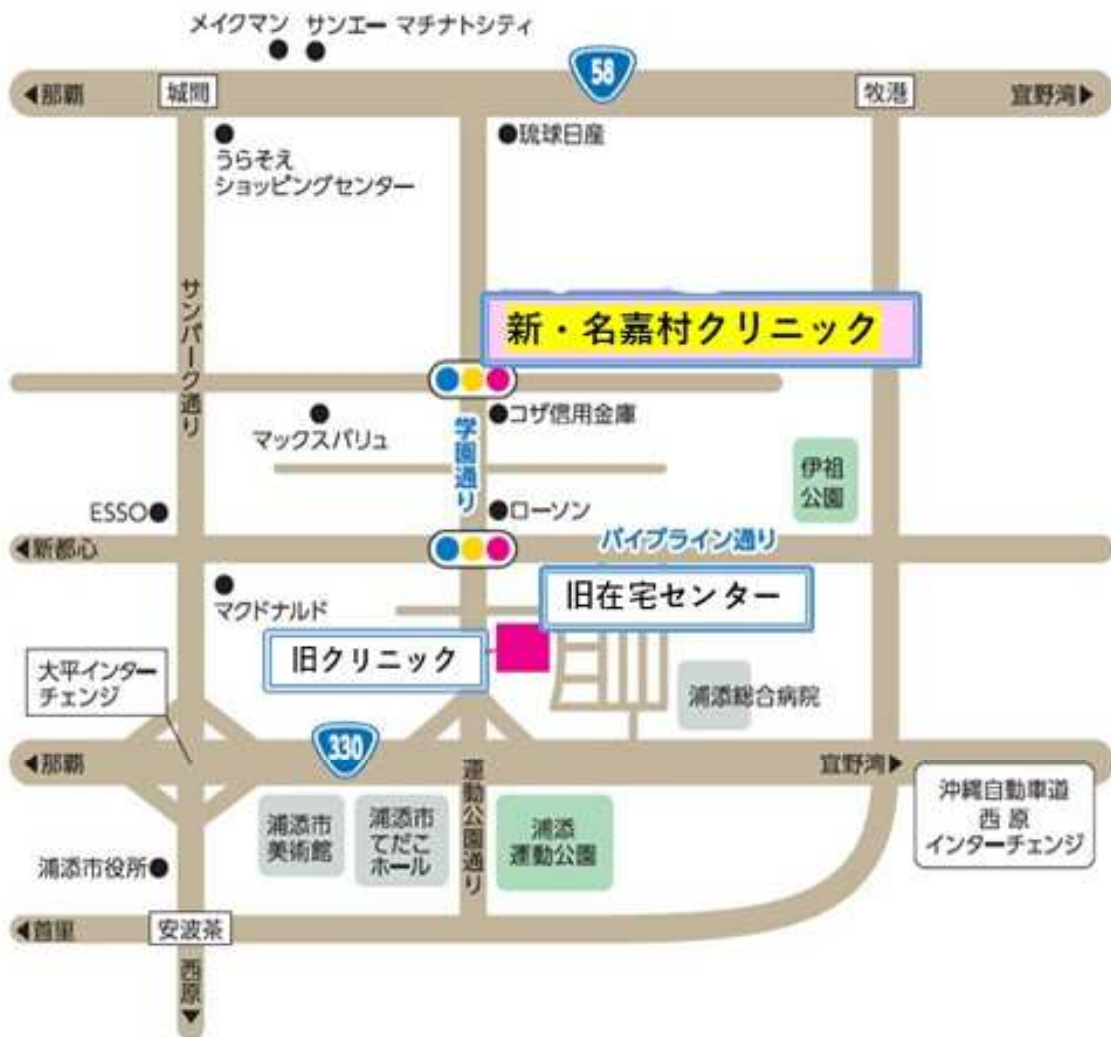 メイクマン
サンエー マチナトシティ
58
◀那覇
城間
牧港
宜野湾▶
うらそえ
ショッピングセンター
琉球日産
サンパーク通り
新・名嘉村クリニック
マックスバリュ
学園通り
コザ信用金庫
伊祖
公園
ESSO
ローソン
◀新都心
パイプライン通り
マクドナルド
旧在宅センター
旧クリニック
大平インター
チェンジ
浦添総合病院
330
◀那覇
宜野湾▶
運動公園通り
沖縄自動車道
西原
インターチェンジ
浦添市
美術館
浦添市
てだこ
ホール
浦添
運動公園
浦添市役所
◀首里
安波茶
西原▼